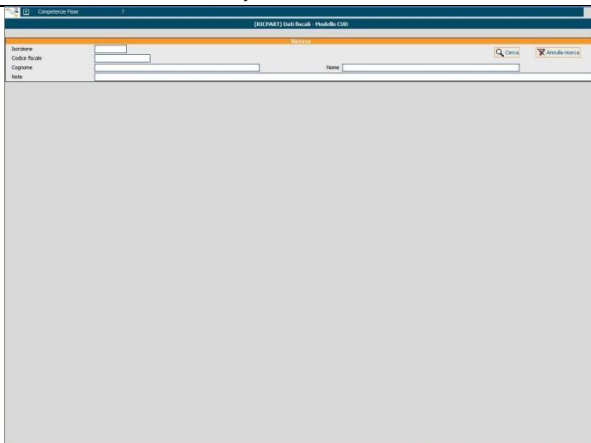 Competenze Fisse ?
[RICPART] Dati fiscali - Modello CUD
Ricerca
Iscrizione
Codice fiscale
Cerca Annulla ricerca
Cognome Nome
Note